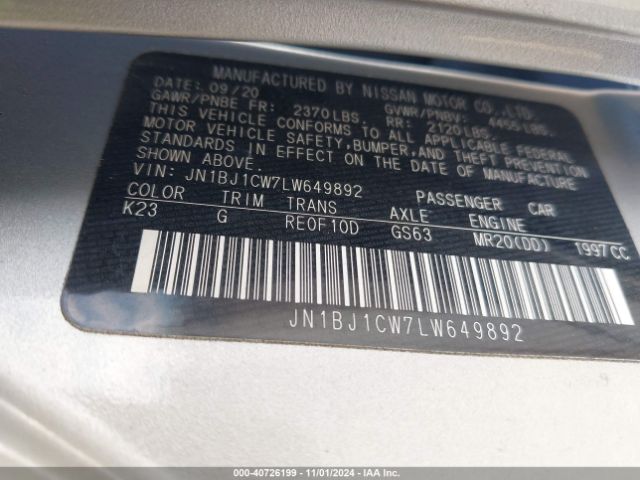 MANUFACTURED BY NISSAN MOTOR CO.,LTD.
DATE: 09/20 GVWR/PNBV: 4455LBS.
GAWR/PNBE FR: 2370LBS. RR: 2120LBS.
THIS VEHICLE CONFORMS TO ALL APPLICABLE FEDERAL
MOTOR VEHICLE SAFETY,BUMPER,AND THEFT PREVENTION
STANDARDS IN EFFECT ON THE DATE OF MANUFACTURE
SHOWN ABOVE.
VIN: JN1BJ1CW7LW649892 PASSENGER CAR
COLOR TRIM TRANS AXLE ENGINE
K23 G RE0F10D GS63 MR20(DD) 1997CC
JN1BJ1CW7LW649892
000-40726199 - 11/01/2024 - IAA Inc.